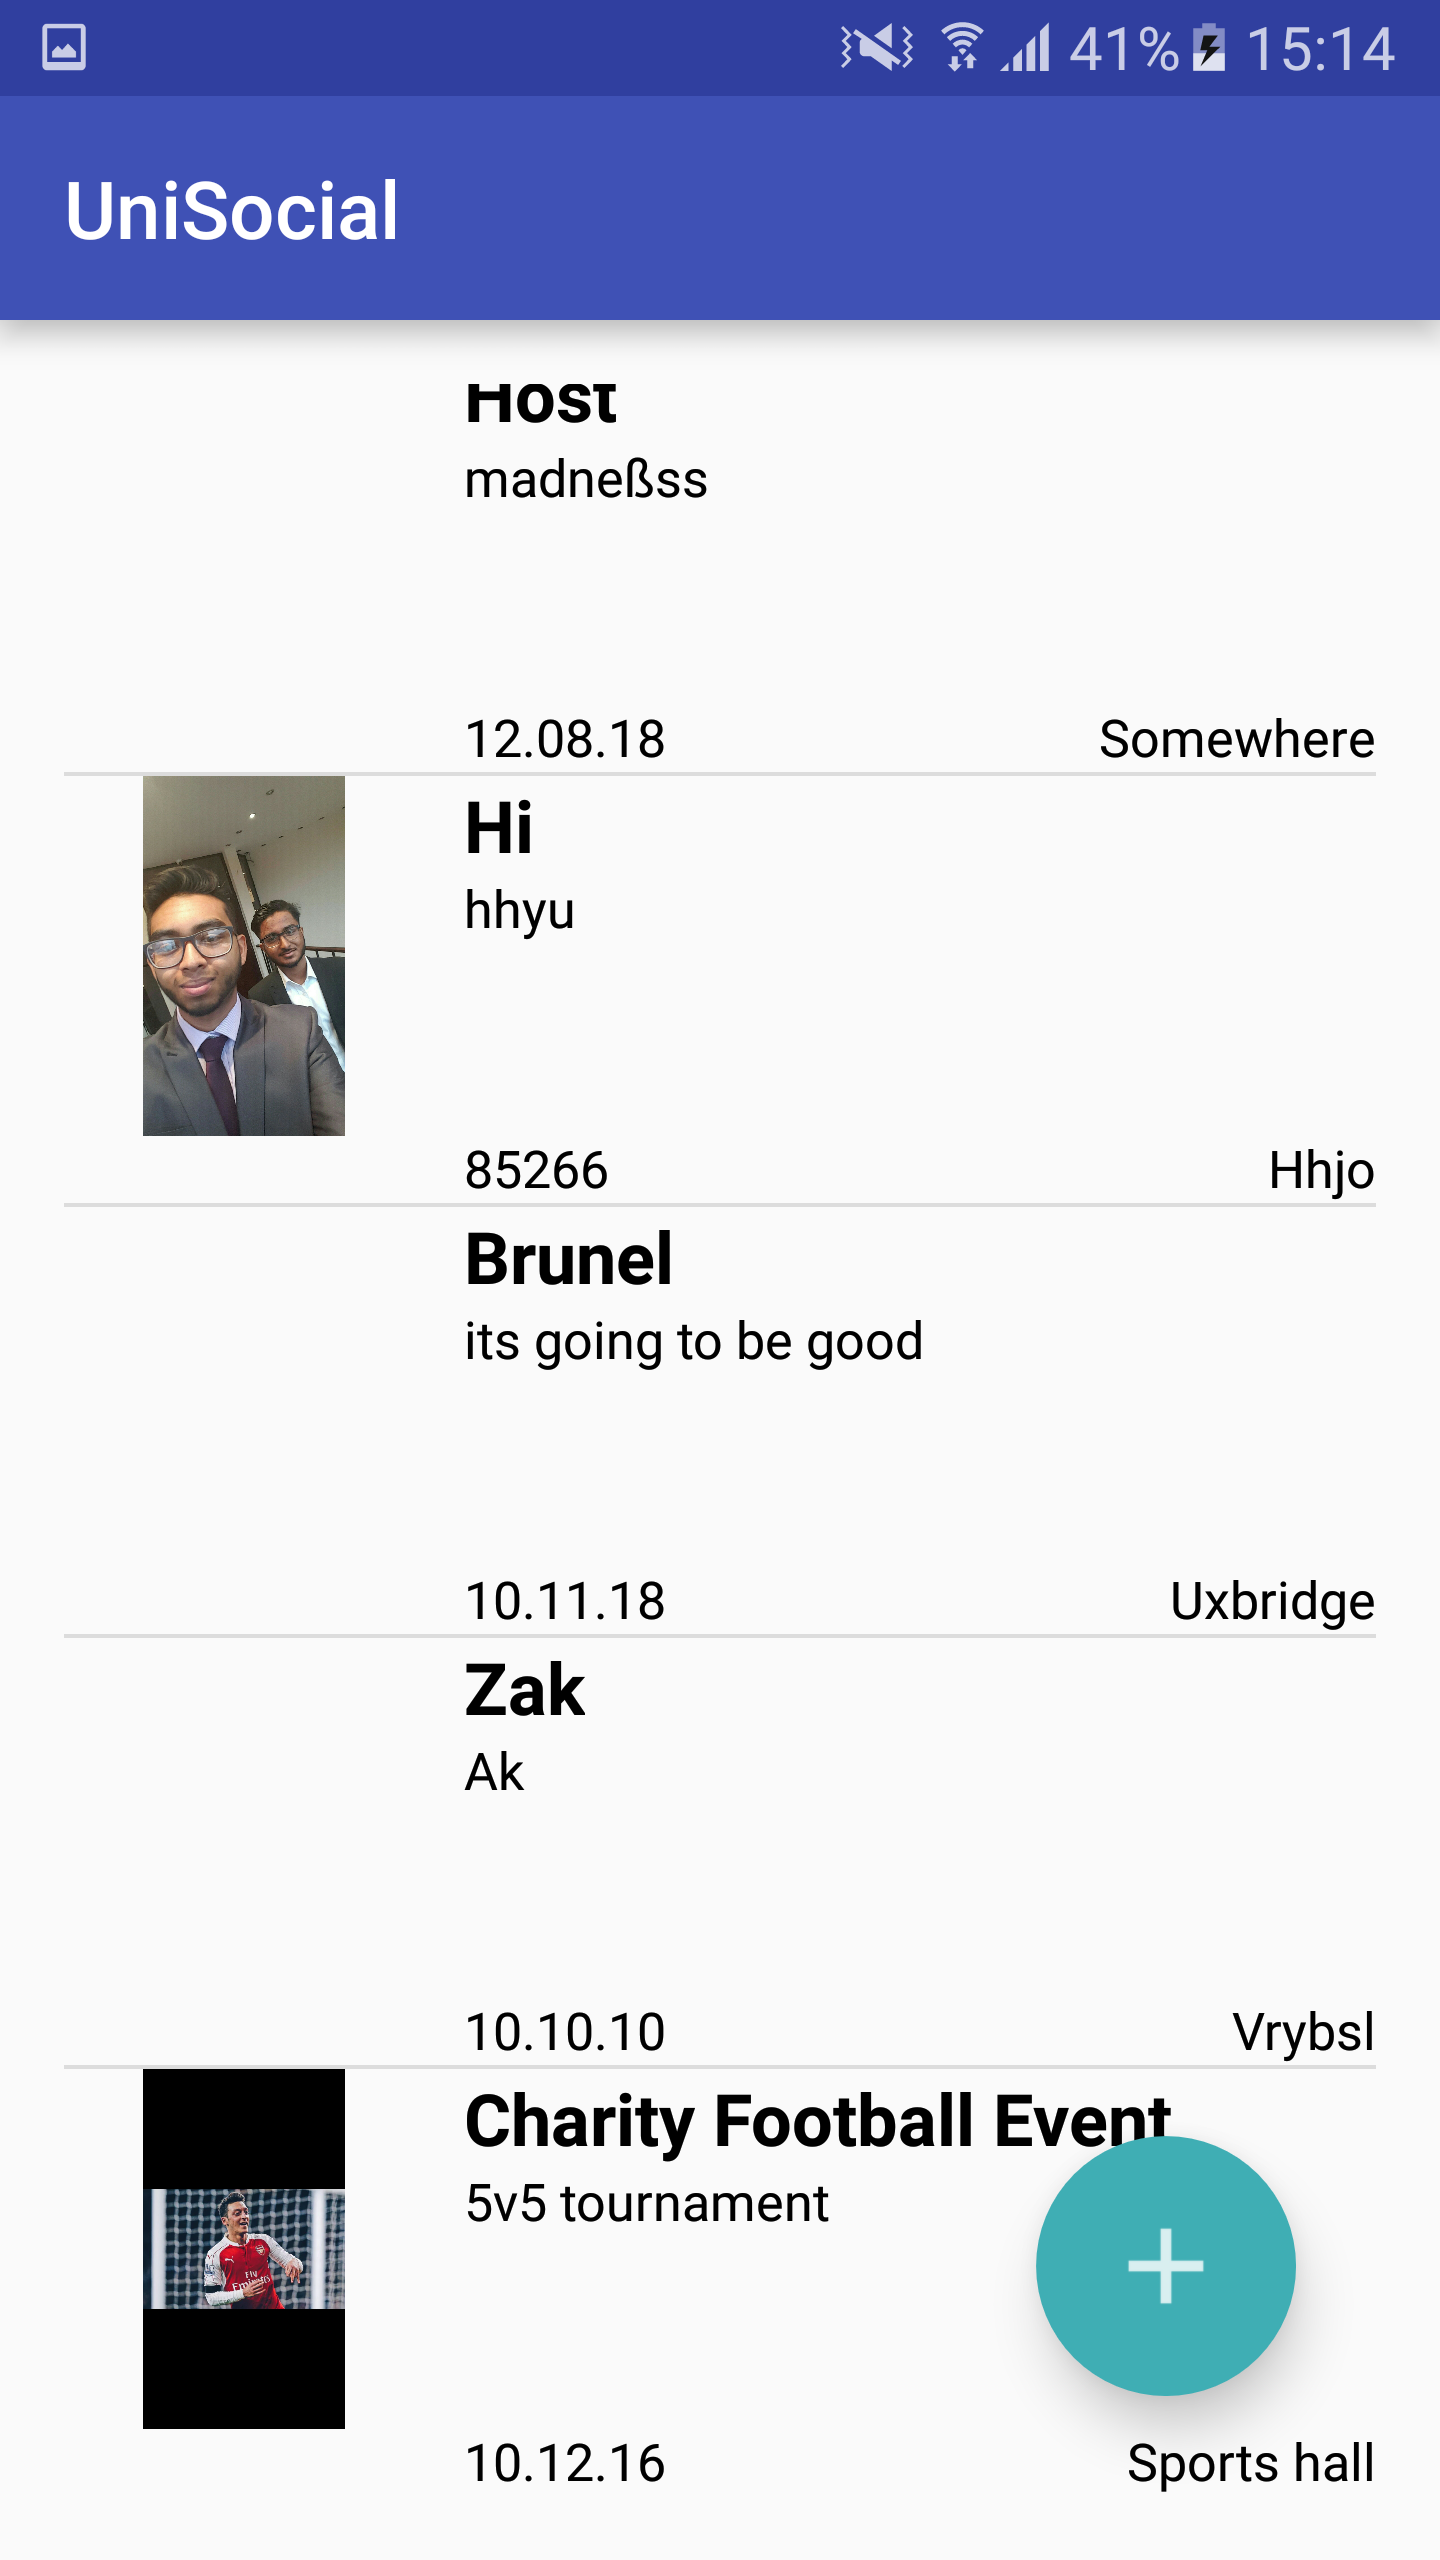 41% 15:14
UniSocial
Host
madneßss
12.08.18 Somewhere
Hi
hhyu
85266 Hhjo
Brunel
its going to be good
10.11.18 Uxbridge
Zak
Ak
10.10.10 Vrybsl
Charity Football Event
5v5 tournament
Fly
Emirates
10.12.16 Sports hall